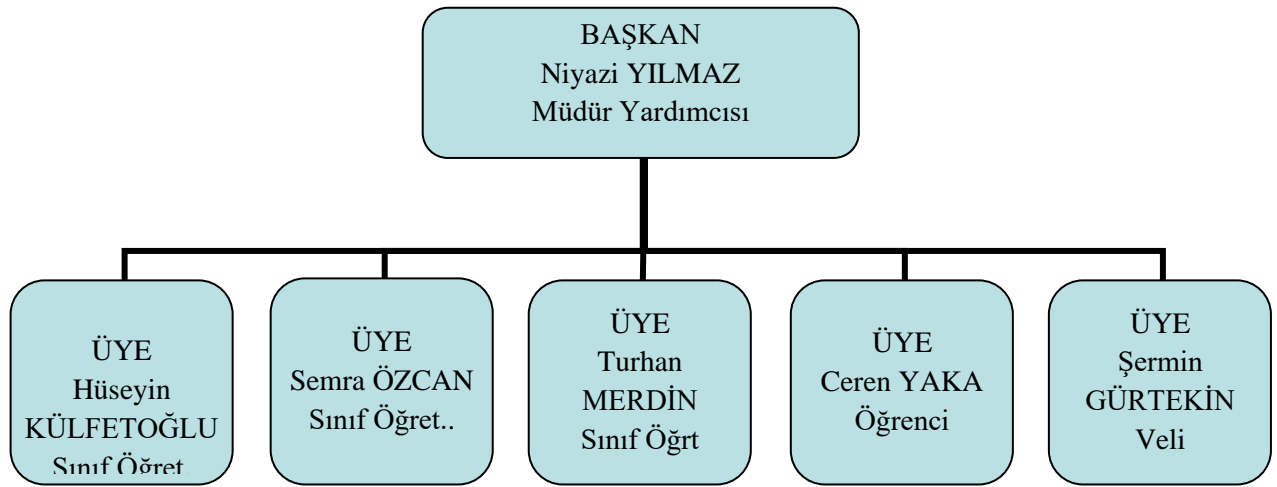 BAŞKAN
Niyazi YILMAZ
Müdür Yardımcısı
ÜYE
Hüseyin
KÜLFETOĞLU
Sınıf Öğret.
ÜYE
Semra ÖZCAN
Sınıf Öğret..
ÜYE
Turhan
MERDİN
Sınıf Öğrt
ÜYE
Ceren YAKA
Öğrenci
ÜYE
Şermin
GÜRTEKİN
Veli